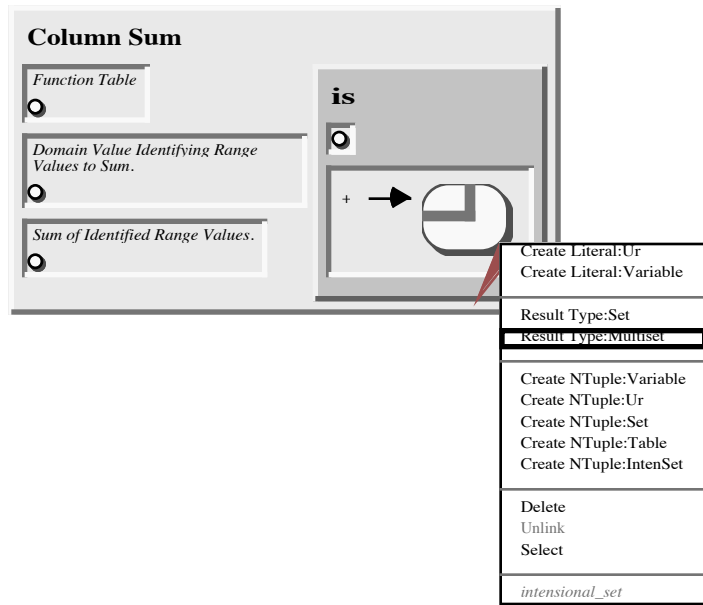 Column Sum
Function Table
Domain Value Identifying Range
Values to Sum.
Sum of Identified Range Values.
is
+
Create Literal:Ur
Create Literal:Variable
Result Type:Set
Result Type:Multiset
Create NTuple:Variable
Create NTuple:Ur
Create NTuple:Set
Create NTuple:Table
Create NTuple:IntenSet
Delete
Unlink
Select
intensional_set